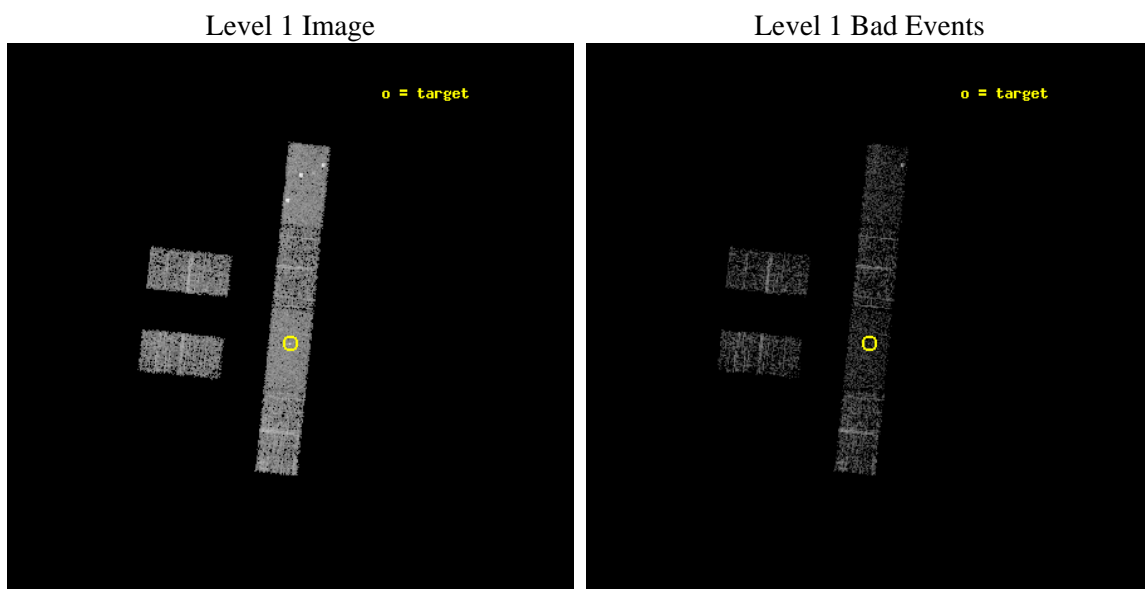 Level 1 Image
Level 1 Bad Events
o = target
o = target